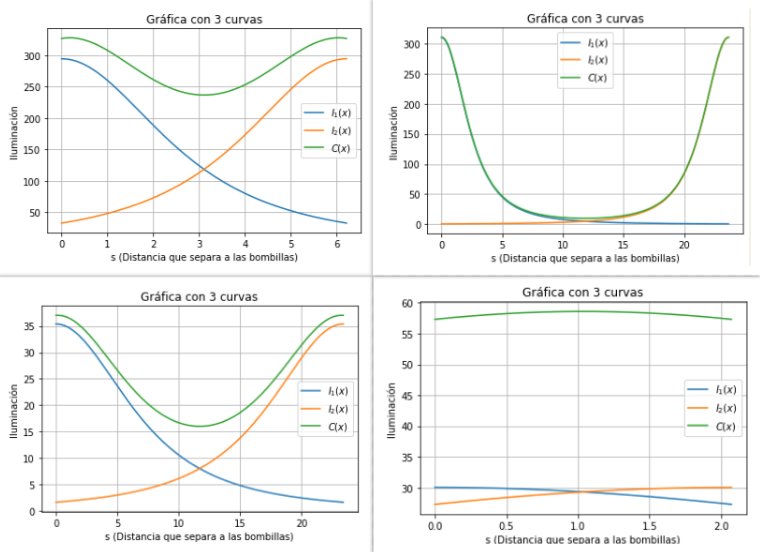 Gráfica con 3 curvas
Iluminación
300
250
200
150
100
50
I₁(x)
I₂(x)
C(x)
0 1 2 3 4 5 6
s (Distancia que separa a las bombillas)
Gráfica con 3 curvas
Iluminación
300
250
200
150
100
50
0
I₁(x)
I₂(x)
C(x)
0 5 10 15 20
s (Distancia que separa a las bombillas)
Gráfica con 3 curvas
Iluminación
35
30
25
20
15
10
5
0
I₁(x)
I₂(x)
C(x)
0 5 10 15 20
s (Distancia que separa a las bombillas)
Gráfica con 3 curvas
Iluminación
60
55
50
45
40
35
30
I₁(x)
I₂(x)
C(x)
0.0 0.5 1.0 1.5 2.0
s (Distancia que separa a las bombillas)